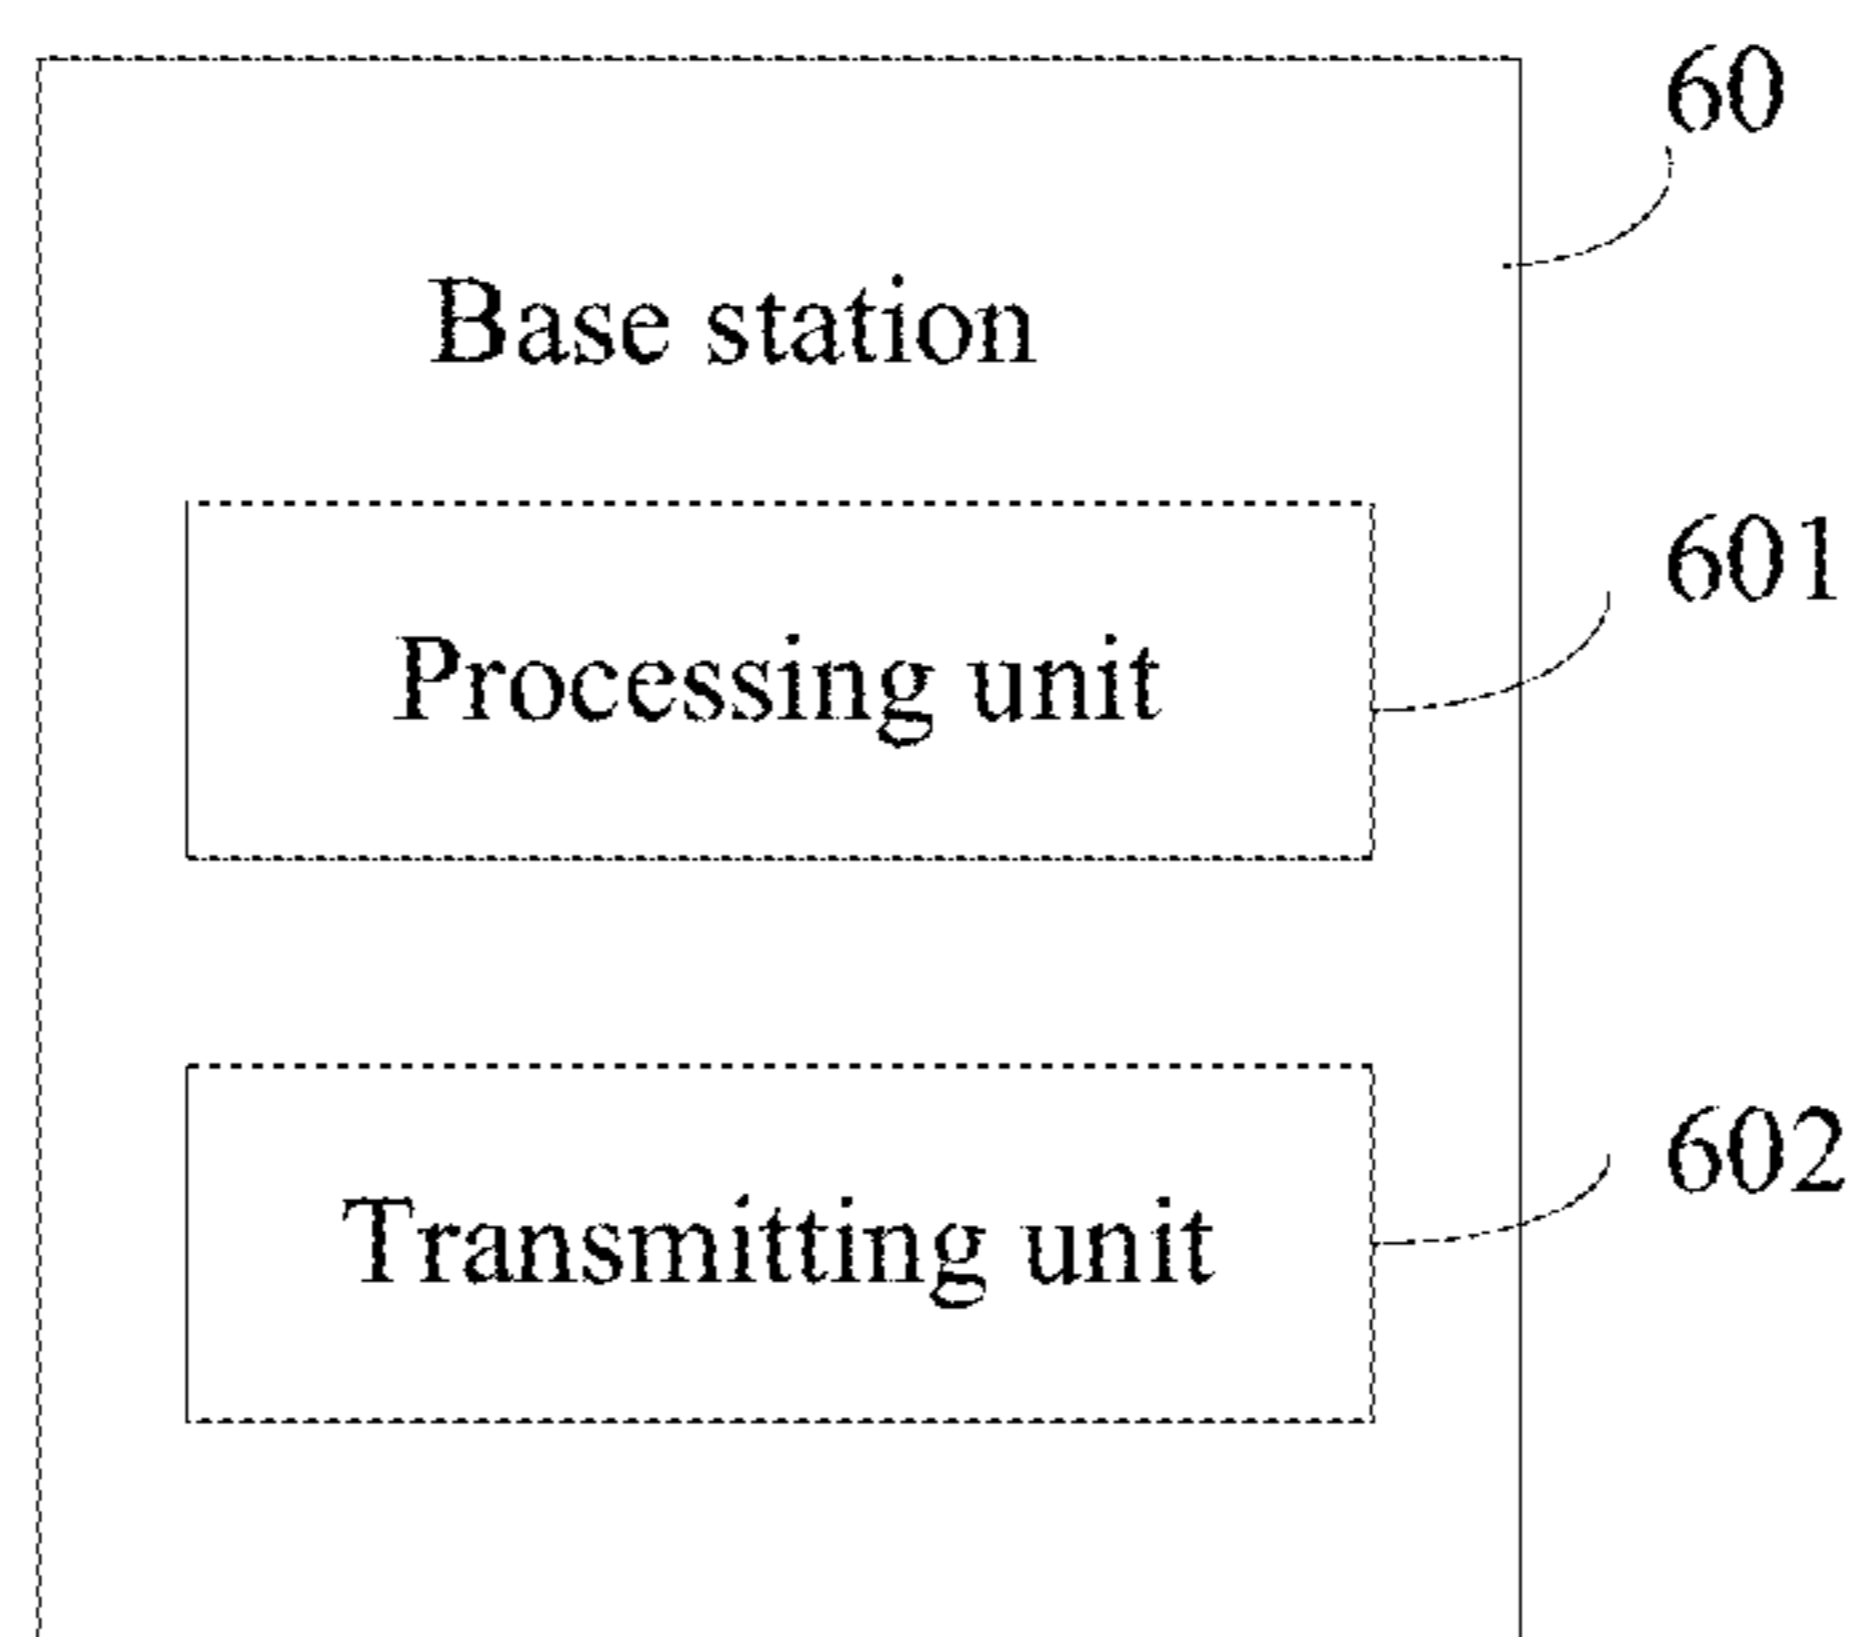 60
Base station
601
Processing unit
602
Transmitting unit